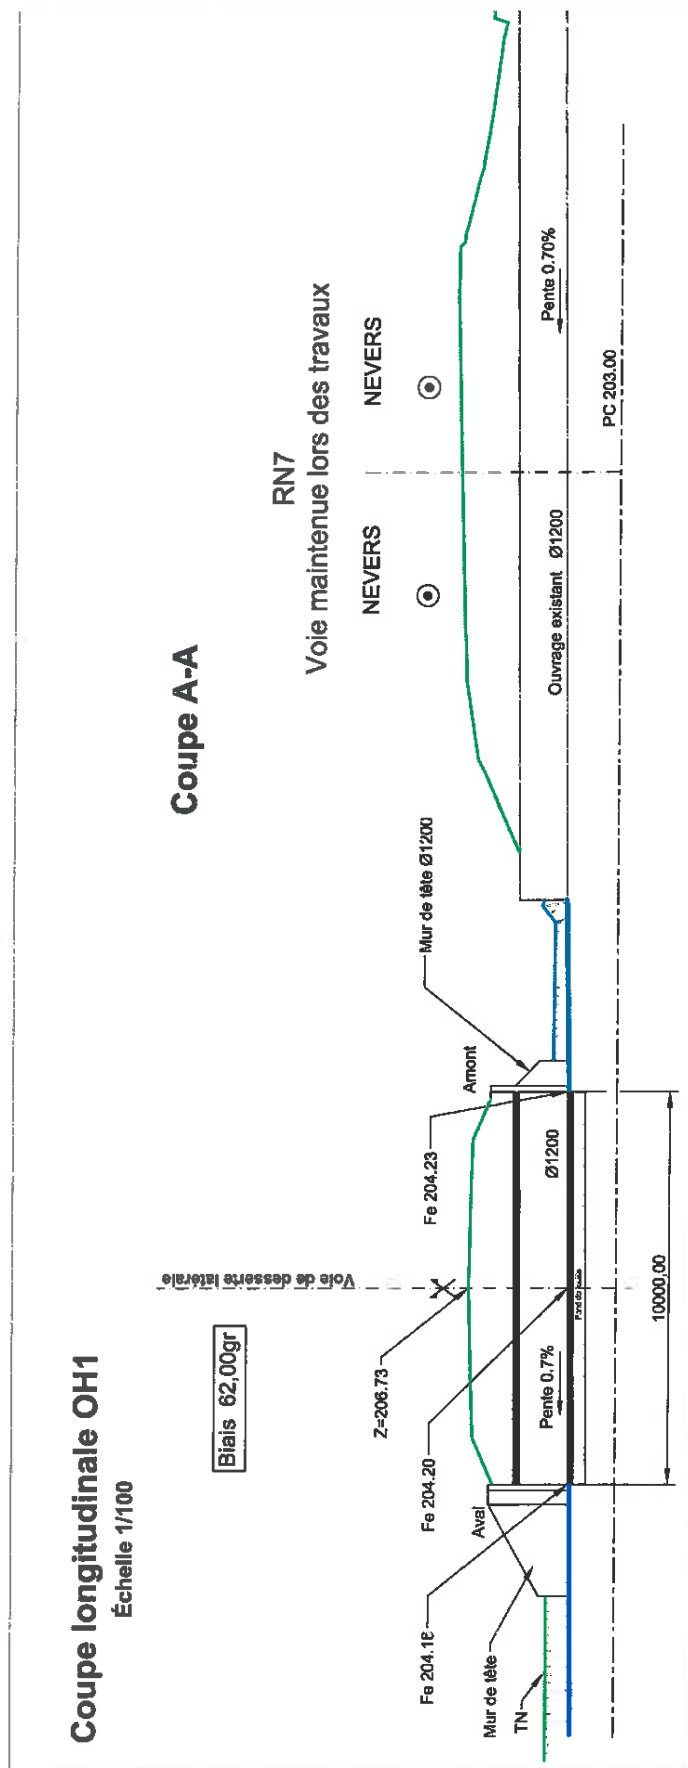 Coupe longitudinale OH1
Échelle 1/100
Biais 62,00gr
Coupe A-A
RN7
Voie maintenue lors des travaux
NEVERS
NEVERS
Voie de desserte latérale
Z=206.73
Fe 204.16
Fe 204.20
Fe 204.23
Mur de tête Ø1200
Mur de tête
TN
Aval
Amont
Pente 0.7%
Ø1200
Ouvrage existant Ø1200
Pente 0.70%
PC 203.00
10000,00